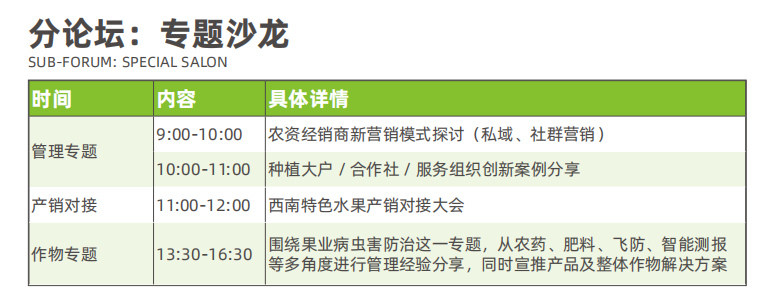 分论坛：专题沙龙
SUB-FORUM: SPECIAL SALON
时间 内容 具体详情
管理专题
9:00-10:00 农资经销商新营销模式探讨（私域、社群营销）
10:00-11:00 种植大户 / 合作社 / 服务组织创新案例分享
产销对接 11:00-12:00 西南特色水果产销对接大会
作物专题 13:30-16:30 围绕果业病虫害防治这一专题，从农药、肥料、飞防、智能测报
等多角度进行管理经验分享，同时宣推产品及整体作物解决方案